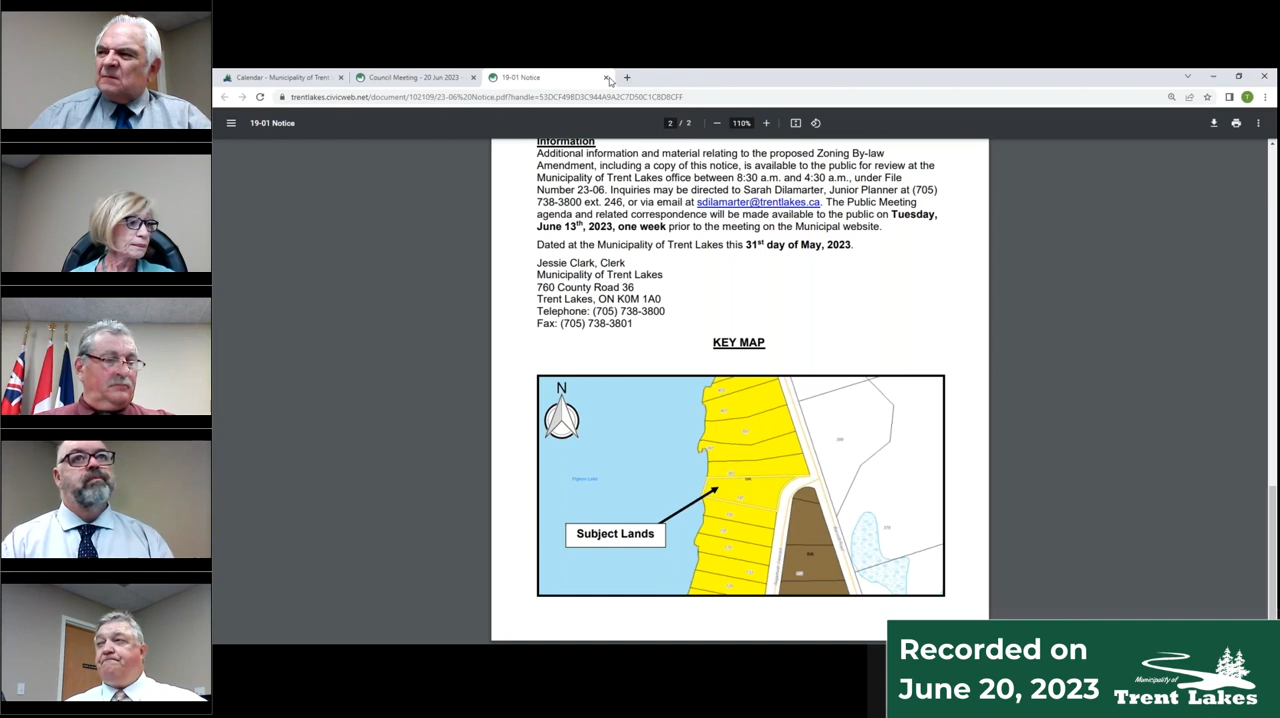 Calendar - Municipality of Trent
Council Meeting - 20 Jun 2023 -
19-01 Notice
trentlakes.civicweb.net/document/102109/23-06%20Notice.pdf?handle=53DCF49BD3C944A9A2C7D50C1C8D8CFF
19-01 Notice
2 / 2
110%
Information
Additional information and material relating to the proposed Zoning By-law
Amendment, including a copy of this notice, is available to the public for review at the
Municipality of Trent Lakes office between 8:30 a.m. and 4:30 a.m., under File
Number 23-06. Inquiries may be directed to Sarah Dilamarter, Junior Planner at (705)
738-3800 ext. 246, or via email at sdilamarter@trentlakes.ca. The Public Meeting
agenda and related correspondence will be made available to the public on Tuesday,
June 13th, 2023, one week prior to the meeting on the Municipal website.
Dated at the Municipality of Trent Lakes this 31st day of May, 2023.
Jessie Clark, Clerk
Municipality of Trent Lakes
760 County Road 36
Trent Lakes, ON K0M 1A0
Telephone: (705) 738-3800
Fax: (705) 738-3801
KEY MAP
N
Pigeon Lake
Subject Lands
Recorded on
June 20, 2023
Municipality of
Trent Lakes